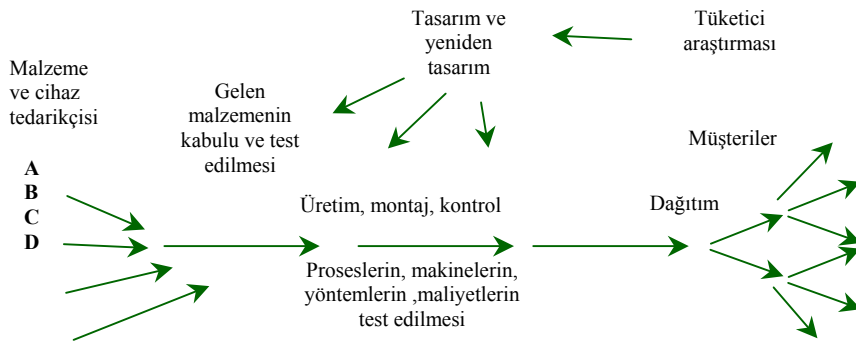 Tasarım ve
yeniden
tasarım
Tüketici
araştırması
Malzeme
ve cihaz
tedarikçisi
Gelen
malzemenin
kabulu ve test
edilmesi
Müşteriler
A
B
C
D
Üretim, montaj, kontrol
Dağıtım
Proseslerin, makinelerin,
yöntemlerin ,maliyetlerin
test edilmesi